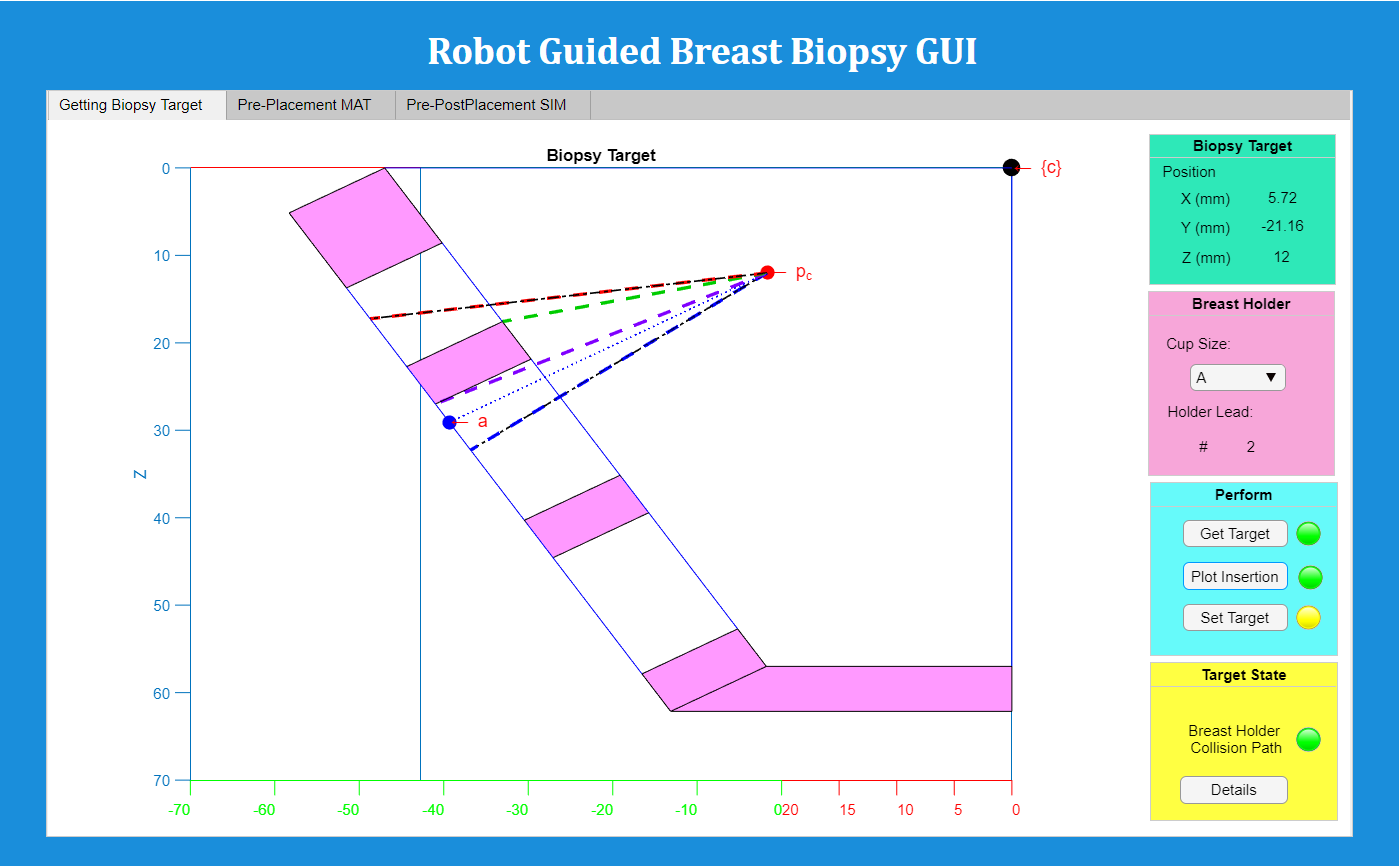 Robot Guided Breast Biopsy GUI
Getting Biopsy Target Pre-Placement MAT Pre-PostPlacement SIM
Biopsy Target
0
10
20
30
40
50
60
70
Z
-70 -60 -50 -40 -30 -20 -10 0 20 15 10 5 0
{c}
pc
a
Biopsy Target
Position
X (mm) 5.72
Y (mm) -21.16
Z (mm) 12
Breast Holder
Cup Size:
A ▼
Holder Lead:
# 2
Perform
Get Target
Plot Insertion
Set Target
Target State
Breast Holder
Collision Path
Details